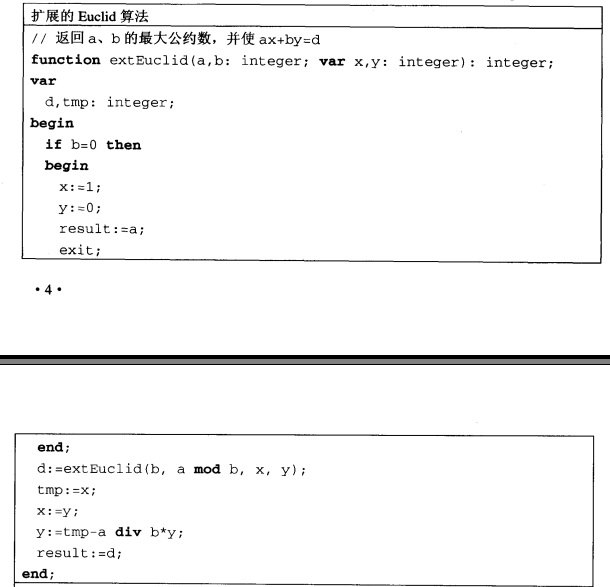 扩展的 Euclid 算法
// 返回 a、b 的最大公约数，并使 ax+by=d
function extEuclid(a,b: integer; var x,y: integer): integer;
var
d,tmp: integer;
begin
if b=0 then
begin
x:=1;
y:=0;
result:=a;
exit;
• 4 •
end;
d:=extEuclid(b, a mod b, x, y);
tmp:=x;
x:=y;
y:=tmp-a div b*y;
result:=d;
end;